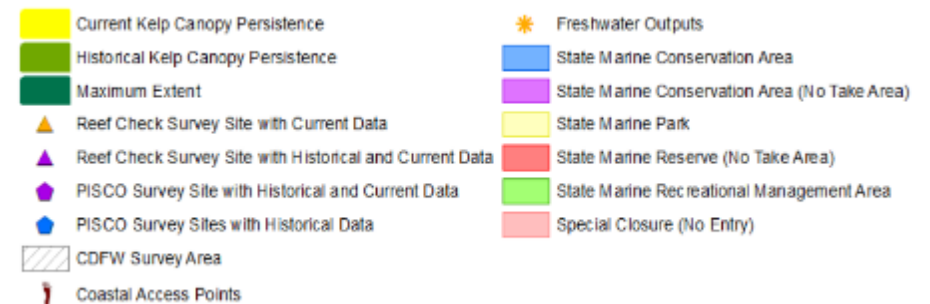 Current Kelp Canopy Persistence
Historical Kelp Canopy Persistence
Maximum Extent
Reef Check Survey Site with Current Data
Reef Check Survey Site with Historical and Current Data
PISCO Survey Site with Historical and Current Data
PISCO Survey Sites with Historical Data
CDFW Survey Area
Coastal Access Points
Freshwater Outputs
State Marine Conservation Area
State Marine Conservation Area (No Take Area)
State Marine Park
State Marine Reserve (No Take Area)
State Marine Recreational Management Area
Special Closure (No Entry)